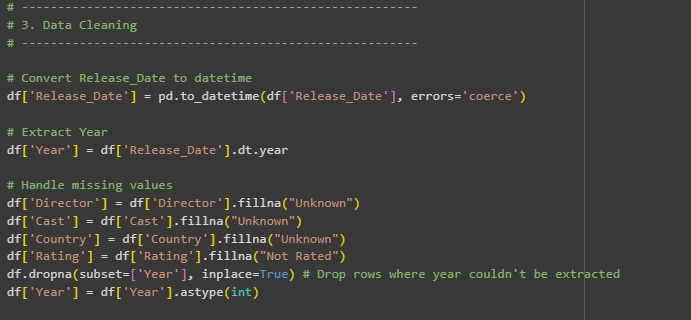 # -------------------------------------------------------
# 3. Data Cleaning
# -------------------------------------------------------
# Convert Release_Date to datetime
df['Release_Date'] = pd.to_datetime(df['Release_Date'], errors='coerce')
# Extract Year
df['Year'] = df['Release_Date'].dt.year
# Handle missing values
df['Director'] = df['Director'].fillna("Unknown")
df['Cast'] = df['Cast'].fillna("Unknown")
df['Country'] = df['Country'].fillna("Unknown")
df['Rating'] = df['Rating'].fillna("Not Rated")
df.dropna(subset=['Year'], inplace=True) # Drop rows where year couldn't be extracted
df['Year'] = df['Year'].astype(int)